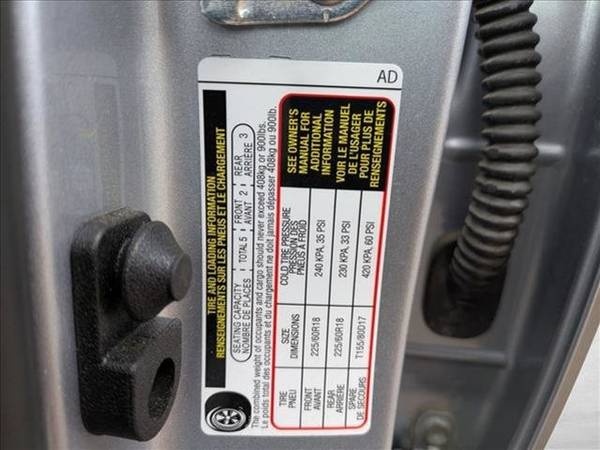 AD
TIRE AND LOADING INFORMATION
RENSEIGNEMENTS SUR LES PNEUS ET LE CHARGEMENT
SEATING CAPACITY TOTAL 5 FRONT 2 REAR 3
NOMBRE DE PLACES AVANT ARRIÈRE
The combined weight of occupants and cargo should never exceed 408kg or 900lbs.
Le poids total des occupants et du chargement ne doit jamais dépasser 408kg ou 900lb.
TIRE SIZE COLD TIRE PRESSURE
PNEU DIMENSIONS PRESSION DES PNEUS À FROID
FRONT 225/60R18 240 KPA, 35 PSI
AVANT
REAR 225/60R18 230 KPA, 33 PSI
ARRIÈRE
SPARE T155/80D17 420 KPA, 60 PSI
DE SECOURS
SEE OWNER'S
MANUAL FOR
ADDITIONAL
INFORMATION
VOIR LE MANUEL
DE L'USAGER
POUR PLUS DE
RENSEIGNEMENTS